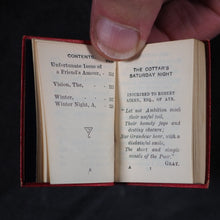 CONTENTS.
PAGE
Unfortunate Issue of
a Friend's Amour,
Vision, The,
Winter,
Winter Night, A,
THE COTTAR'S
SATURDAY NIGHT
INSCRIBED TO ROBERT
AIKEN, ESQ., OF AYR.
Let not Ambition mock
their useful toil,
Their homely joys and
destiny obscure;
Nor Grandeur hear, with a
disdainful smile,
The short and simple
annals of the Poor."
GRAY.
A 1